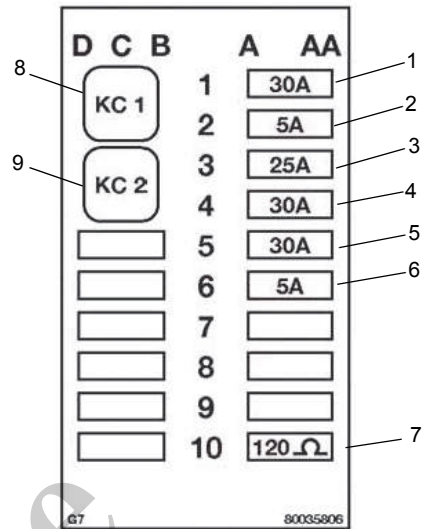 D C B A AA
8 KC 1 1 30A 1
2 5A 2
9 KC 2 3 25A 3
4 30A 4
5 30A 5
6 5A 6
7
8
9
10 120 Ω 7
G7 80035806